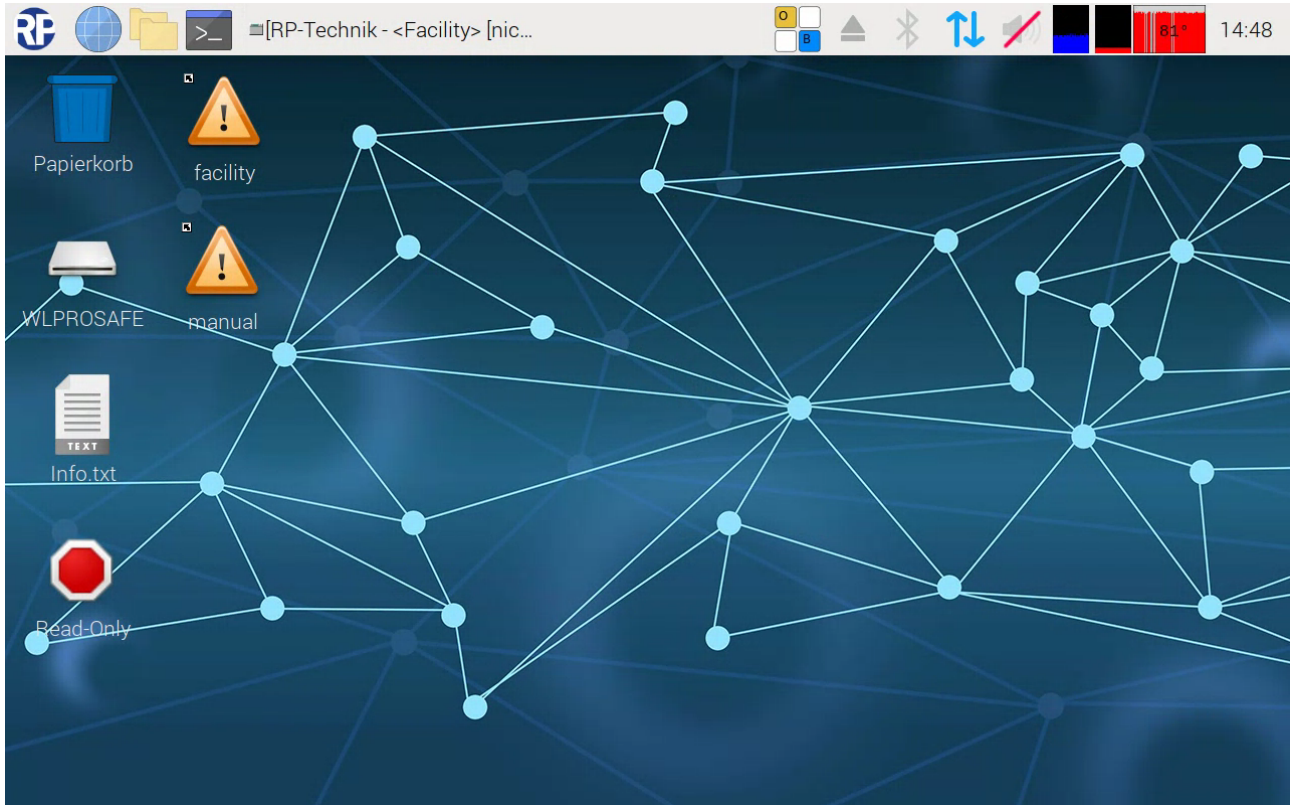 RP
>_
[RP-Technik - <Facility> [nic...
O
B
81°
14:48
Papierkorb
facility
WLPROSAFE
manual
TEXT
Info.txt
Read-Only